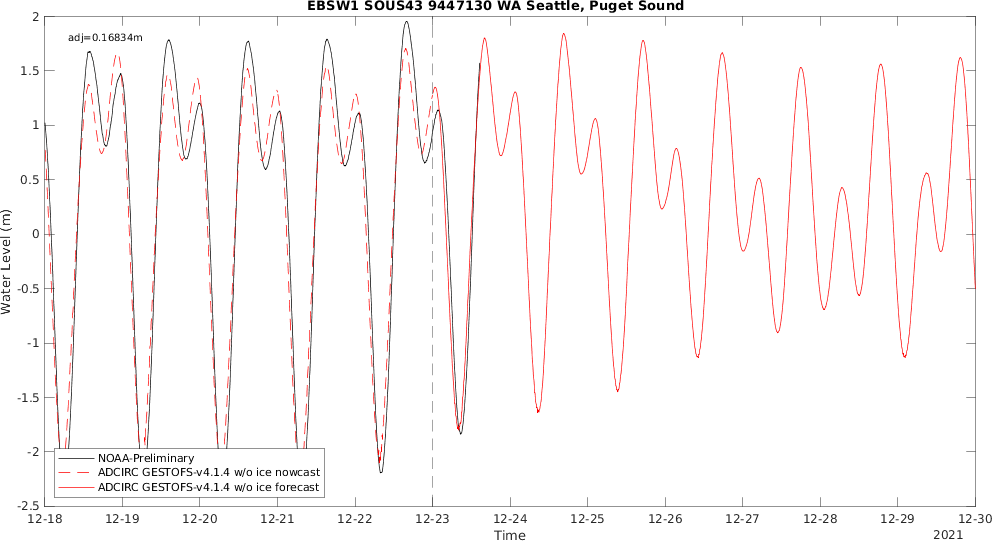 EBSW1 SOUS43 9447130 WA Seattle, Puget Sound
adj=0.16834m
Water Level (m)
2
1.5
1
0.5
0
-0.5
-1
-1.5
-2
-2.5
NOAA-Preliminary
ADCIRC GESTOFS-v4.1.4 w/o ice nowcast
ADCIRC GESTOFS-v4.1.4 w/o ice forecast
12-18 12-19 12-20 12-21 12-22 12-23 12-24 12-25 12-26 12-27 12-28 12-29 12-30
Time
2021